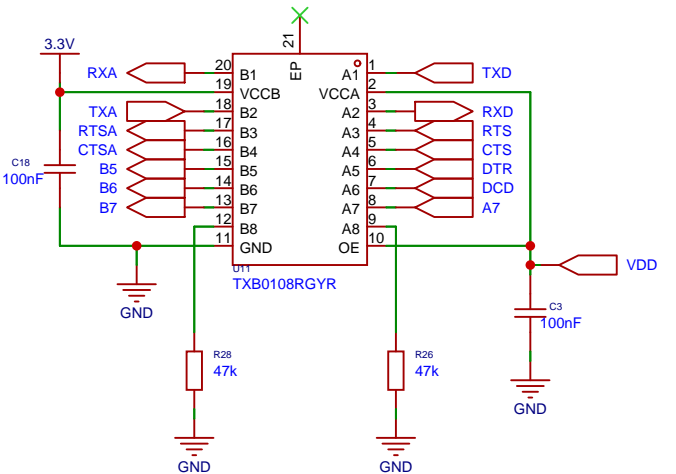 21
3.3V
EP
RXA 20 B1 A1 1 TXD
19 VCCB VCCA 2
TXA 18 B2 A2 3 RXD
RTSA 17 B3 A3 4 RTS
CTSA 16 B4 A4 5 CTS
B5 15 B5 A5 6 DTR
B6 14 B6 A6 7 DCD
B7 13 B7 A7 8 A7
12 B8 A8 9
11 GND OE 10
C18
100nF
U11
TXB0108RGYR
VDD
GND
C3
100nF
R28
47k
R26
47k
GND
GND
GND